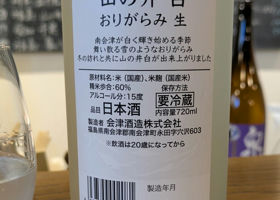 山の井 白
おりがらみ 生
南会津が白く輝き始める季節
舞い散る雪のようなおりがらみ
冬の訪れと共に山の井白が出来上がりました
原材料名:米(国産米)、米麹(国産米)
精米歩合:60% 保存方法
アルコール分:15度 要冷蔵
品目 日本酒 内容量720ml
会津酒造株式会社
福島県南会津郡南会津町永田字穴沢603
※飲酒は20歳になってから
製造年月